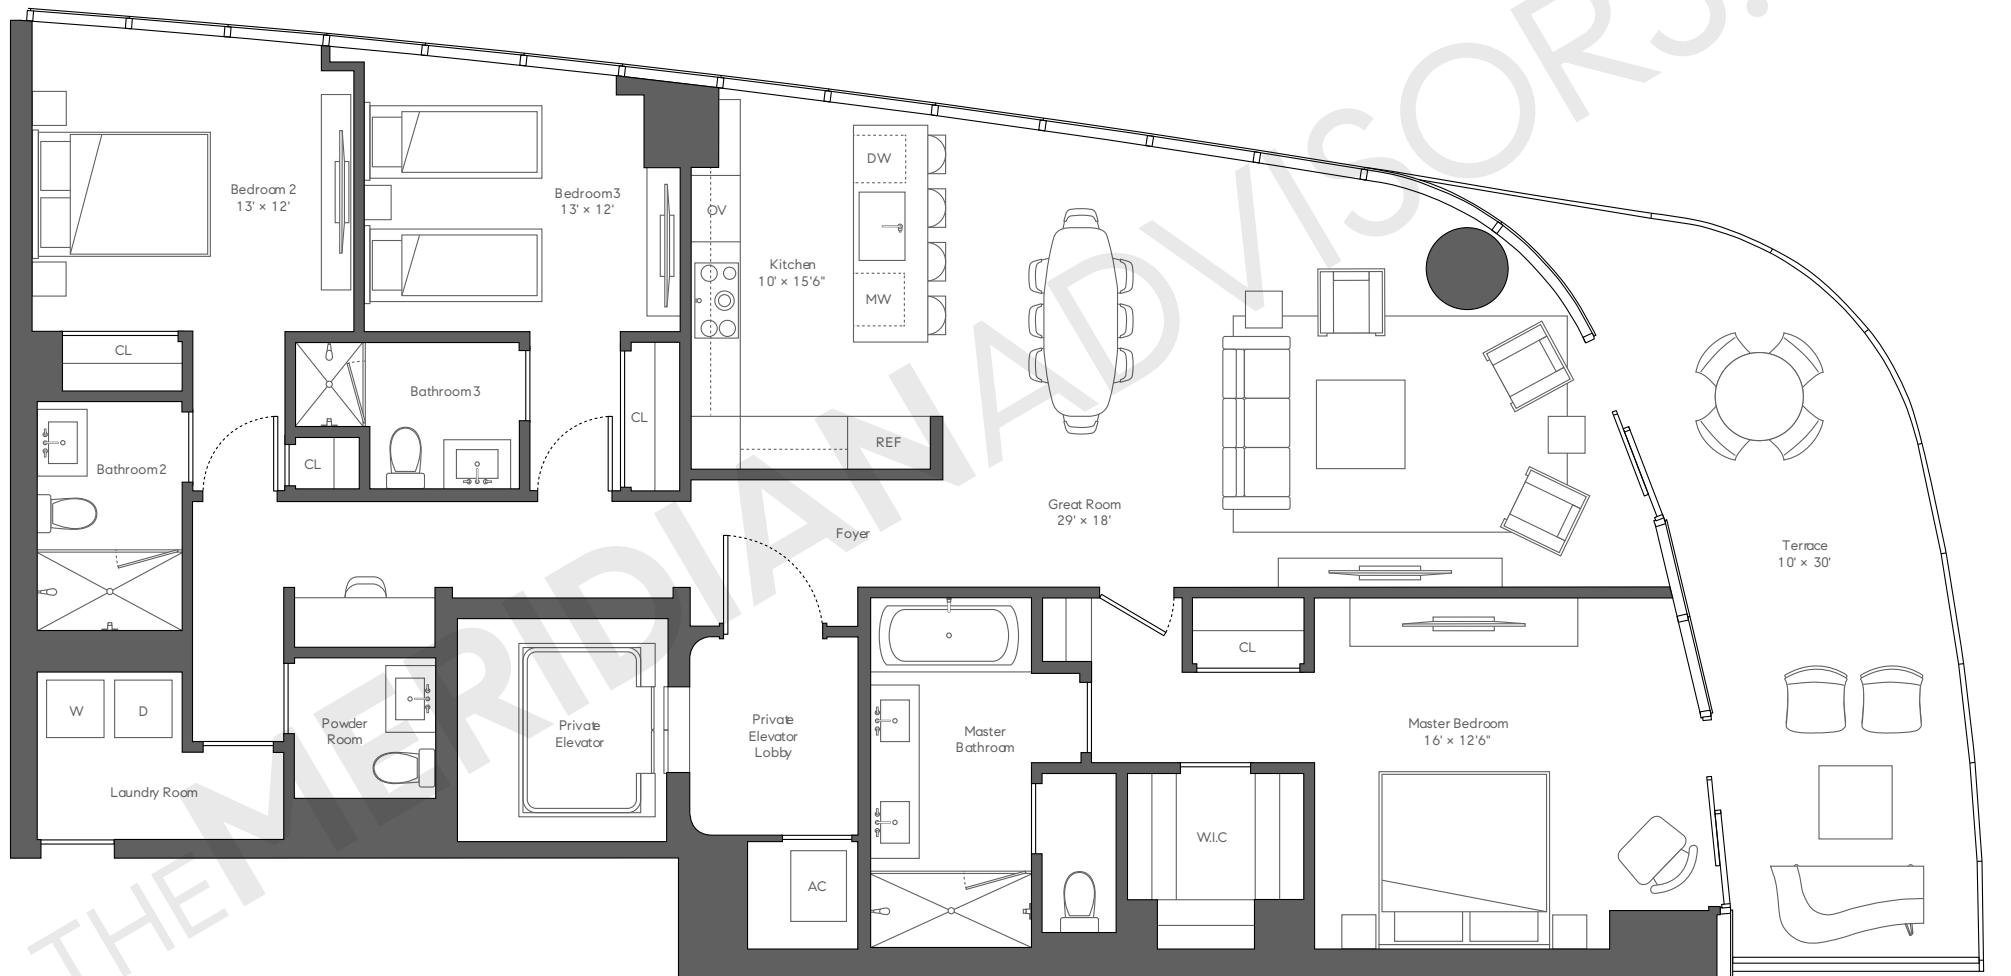 THE MERIDIAN ADVISORS.
Bedroom 2
13' × 12'
Bedroom3
13' × 12'
DW
OV
Kitchen
10' × 15'6"
MW
CL
Bathroom3
CL
REF
Bathroom2
CL
Great Room
29' × 18'
Foyer
Terrace
10' × 30'
CL
W
D
Powder
Room
Private
Elevator
Private
Elevator
Lobby
Master
Bathroom
Master Bedroom
16' × 12'6"
Laundry Room
W.I.C
AC